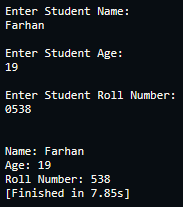 Enter Student Name:
Farhan
Enter Student Age:
19
Enter Student Roll Number:
0538
Name: Farhan
Age: 19
Roll Number: 538
[Finished in 7.85s]